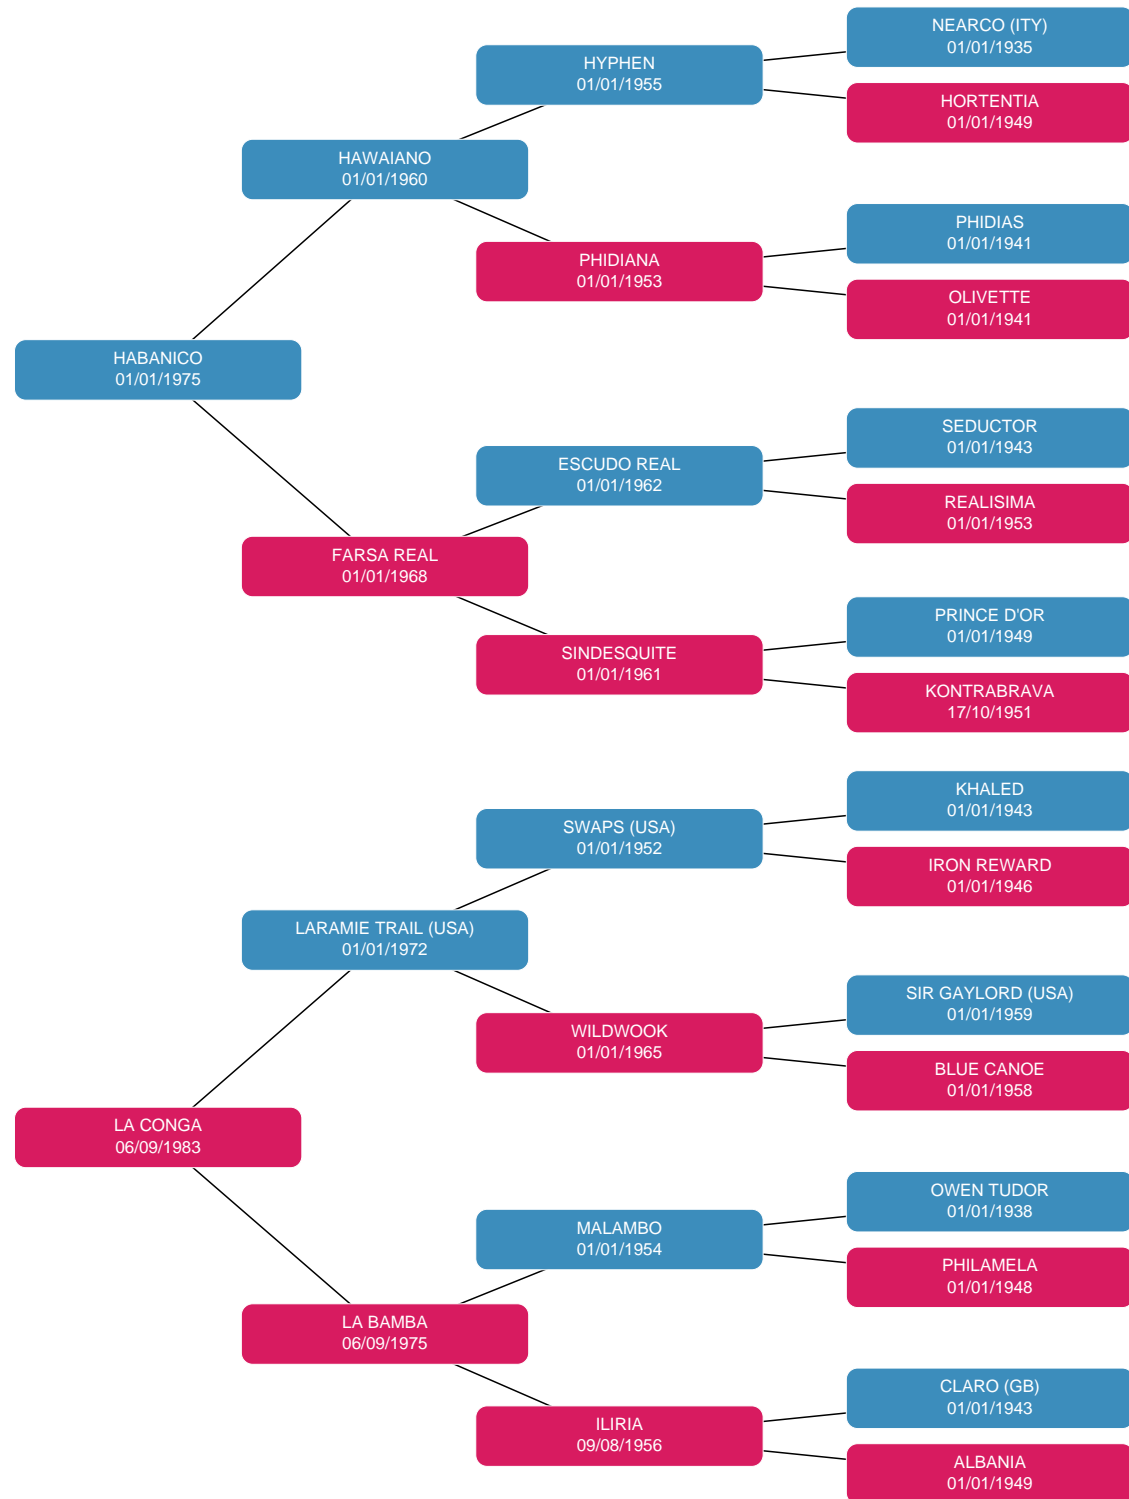 NEARCO (ITY)
01/01/1935
HYPHEN
01/01/1955
HORTENTIA
01/01/1949
HAWAIANO
01/01/1960
PHIDIAS
01/01/1941
PHIDIANA
01/01/1953
OLIVETTE
01/01/1941
HABANICO
01/01/1975
SEDUCTOR
01/01/1943
ESCUDO REAL
01/01/1962
REALISIMA
01/01/1953
FARSA REAL
01/01/1968
PRINCE D'OR
01/01/1949
SINDESQUITE
01/01/1961
KONTRABRAVA
17/10/1951
KHALED
01/01/1943
SWAPS (USA)
01/01/1952
IRON REWARD
01/01/1946
LARAMIE TRAIL (USA)
01/01/1972
SIR GAYLORD (USA)
01/01/1959
WILDWOOK
01/01/1965
BLUE CANOE
01/01/1958
LA CONGA
06/09/1983
OWEN TUDOR
01/01/1938
MALAMBO
01/01/1954
PHILAMELA
01/01/1948
LA BAMBA
06/09/1975
CLARO (GB)
01/01/1943
ILIRIA
09/08/1956
ALBANIA
01/01/1949